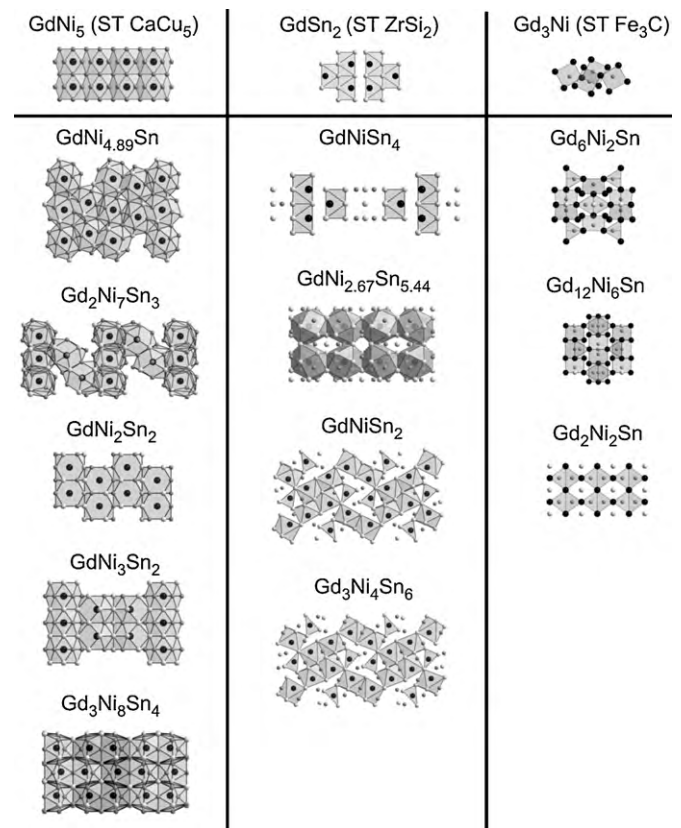 GdNi₅ (ST CaCu₅)
GdSn₂ (ST ZrSi₂)
Gd₃Ni (ST Fe₃C)
GdNi₄.₈₉Sn
Gd₂Ni₇Sn₃
GdNi₂Sn₂
GdNi₃Sn₂
Gd₃Ni₈Sn₄
GdNiSn₄
GdNi₂.₆₇Sn₅.₄₄
GdNiSn₂
Gd₃Ni₄Sn₆
Gd₆Ni₂Sn
Gd₁₂Ni₆Sn
Gd₂Ni₂Sn